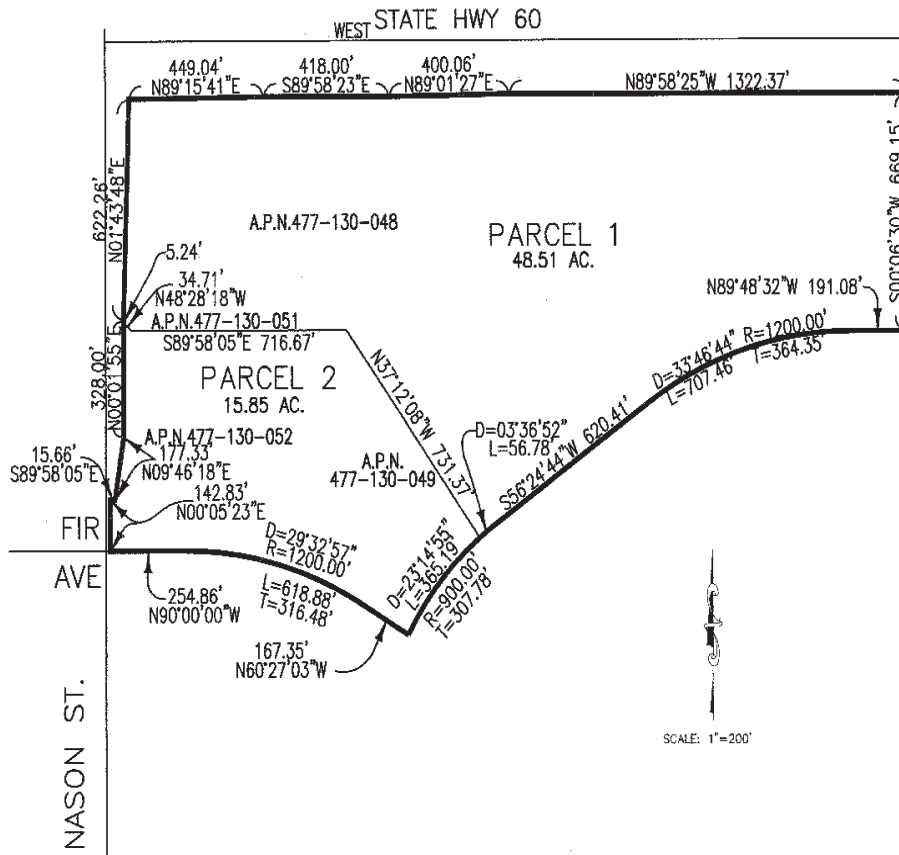 STATE HWY 60
WEST
449.04'
N89°15'41"E
418.00'
S89°58'23"E
400.06'
N89°01'27"E
N89°58'25"W 1322.37'
622.26'
N01°43'48"E
S00°06'30"W 669.15'
A.P.N.477-130-048
PARCEL 1
48.51 AC.
5.24'
34.71'
N48°28'18"W
N89°48'32"W 191.08'
A.P.N.477-130-051
S89°58'05"E 716.67'
328.00'
N00°01'55"E
PARCEL 2
15.85 AC.
N37°12'08"W 731.37'
D=33°46'44" R=1200.00'
L=707.46' T=364.35'
A.P.N.477-130-052
177.33'
N09°46'18"E
15.66'
S89°58'05"E
D=03°36'52"
L=56.78'
S56°24'44"W 620.41'
A.P.N.
477-130-049
142.83'
N00°05'23"E
FIR
AVE
D=29°32'57"
R=1200.00'
L=618.88'
T=316.48'
D=23°14'55"
L=365.19'
R=900.00'
T=307.78'
254.86'
N90°00'00"W
167.35'
N60°27'03"W
NASON ST.
SCALE: 1"=200'